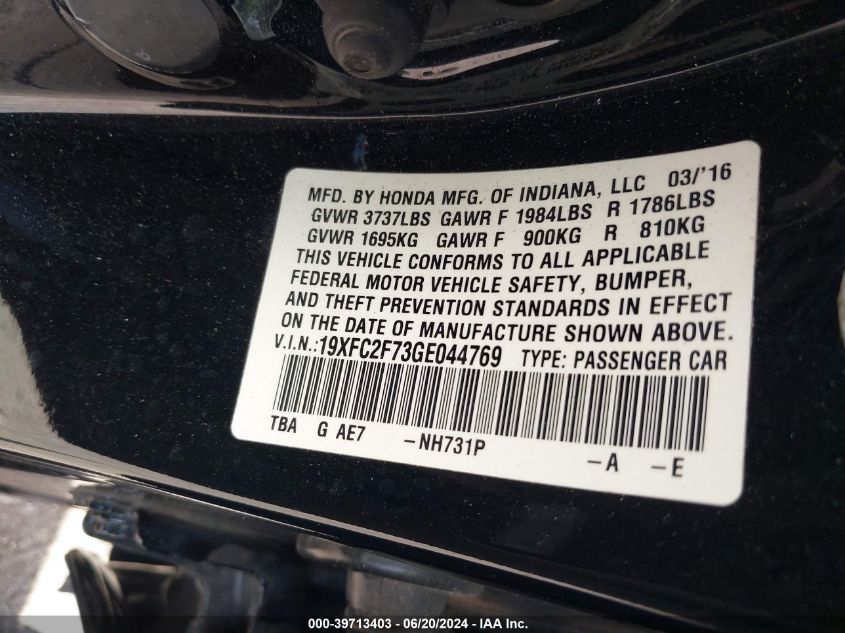 MFD. BY HONDA MFG. OF INDIANA, LLC 03/'16
GVWR 3737LBS GAWR F 1984LBS R 1786LBS
GVWR 1695KG GAWR F 900KG R 810KG
THIS VEHICLE CONFORMS TO ALL APPLICABLE
FEDERAL MOTOR VEHICLE SAFETY, BUMPER,
AND THEFT PREVENTION STANDARDS IN EFFECT
ON THE DATE OF MANUFACTURE SHOWN ABOVE.
V.I.N.:19XFC2F73GE044769 TYPE: PASSENGER CAR
TBA G AE7 -NH731P -A -E
000-39713403 - 06/20/2024 - IAA Inc.